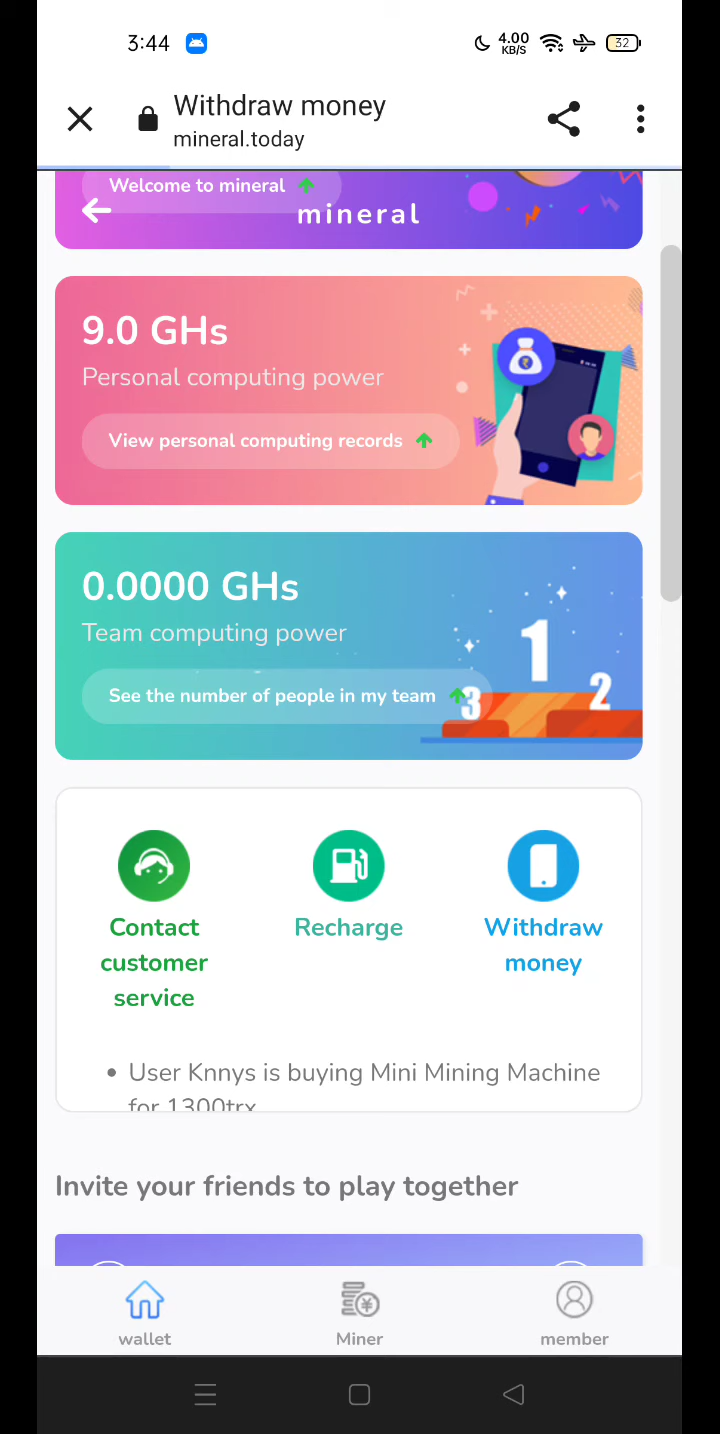 3:44
4.00
KB/S
32
Withdraw money
mineral.today
Welcome to mineral
mineral
9.0 GHs
Personal computing power
View personal computing records
0.0000 GHs
Team computing power
See the number of people in my team
1
2
3
Contact
customer
service
Recharge
Withdraw
money
• User Knnys is buying Mini Mining Machine
for 1300trx
Invite your friends to play together
wallet
Miner
member